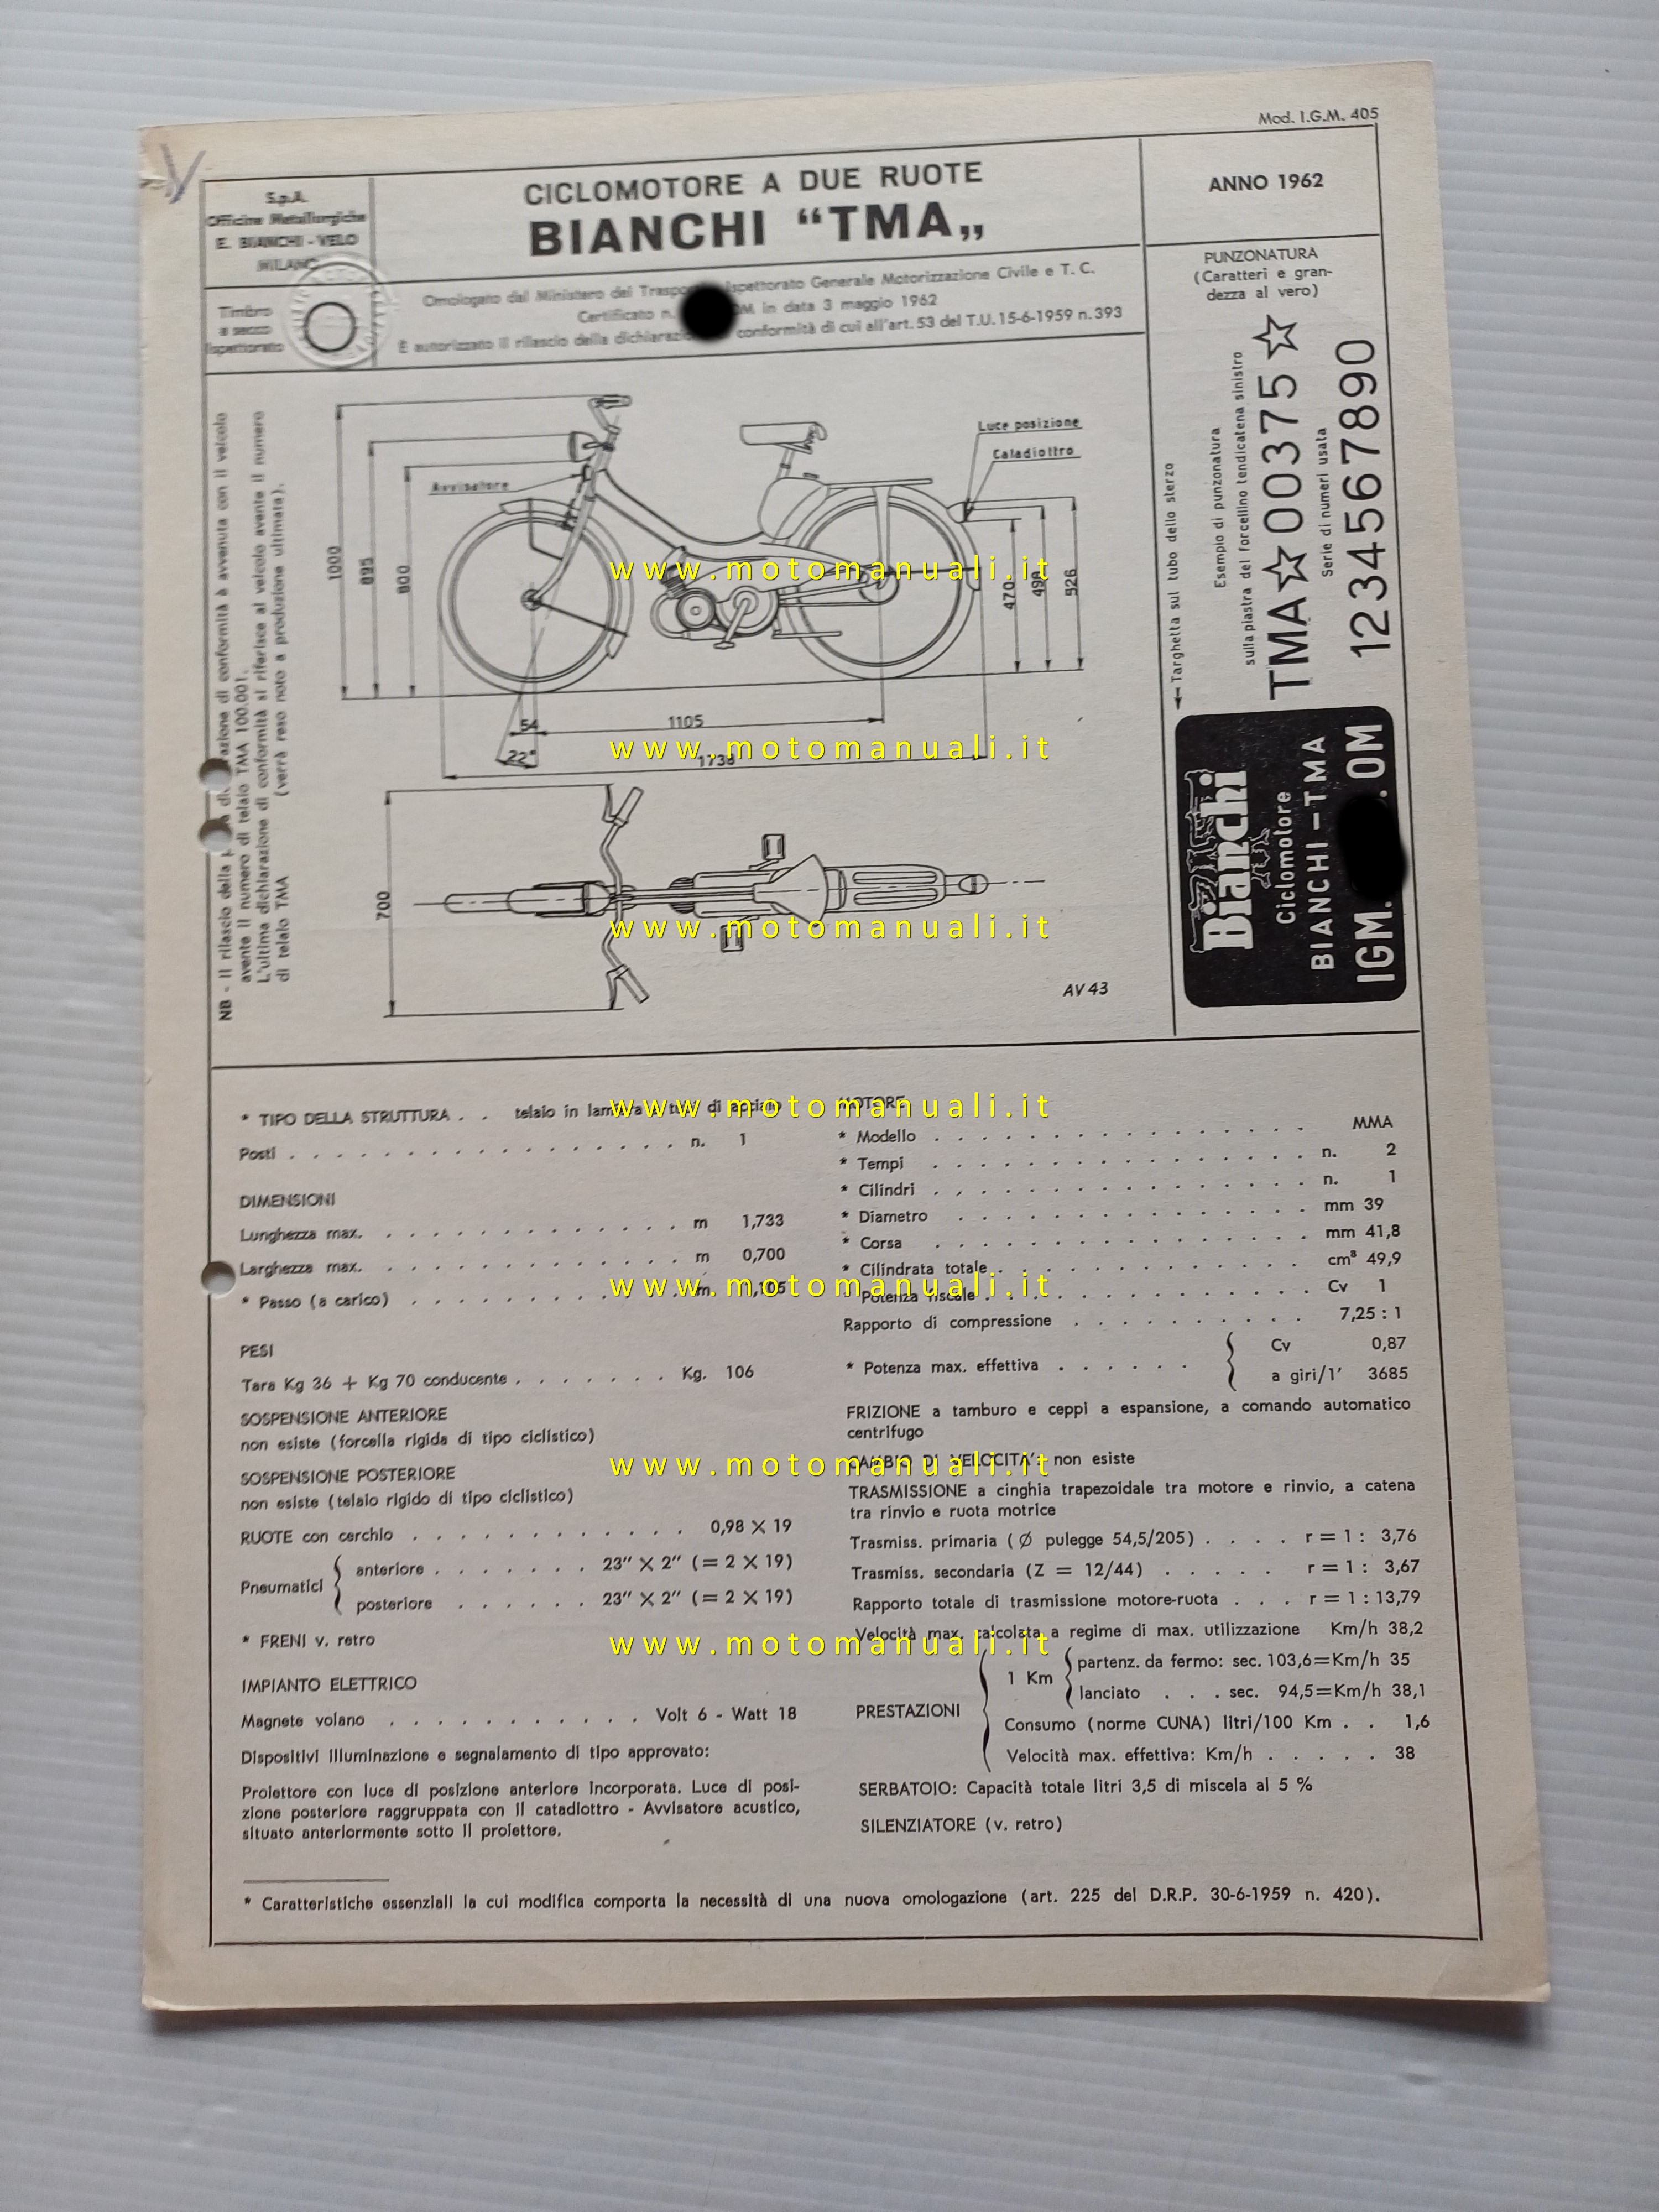 Mod. I.G.M. 405
S.p.A.
Officine Metallurgiche
E. BIANCHI - VELO
MILANO
CICLOMOTORE A DUE RUOTE
BIANCHI “TMA„
ANNO 1962
Timbro
a secco
Ispettorato
Omologato dal Ministero dei Ispettorato Generale Motorizzazione Civile e T. C.
Certificato n. OM in data 3 maggio 1962
È autorizzato il rilascio della conformità di cui all'art. 53 del T.U. 15-6-1959 n. 393
PUNZONATURA
(Caratteri e gran-
dezza al vero)
NB - Il rilascio della di conformità è avvenuta con il veicolo
avente il numero di telaio TMA 100.001.
L'ultima dichiarazione di conformità si riferisce al veicolo avente il numero
di telaio TMA (verrà reso noto a produzione ultimata).
Luce posizione
Catadiottro
Avvisatore
1000
895
800
470
490
526
54
1105
22°
700
AV 43
← Targhetta sul tubo dello sterzo
Esempio di punzonatura
sulla piastra del forcellino tendicatena sinistro
TMA☆00375☆
Serie di numeri usata
1234567890
Bianchi
Ciclomotore
BIANCHI – TMA
IGM. .OM
www.motomanuali.it
www.motomanuali.it
www.motomanuali.it
www.motomanuali.it
www.motomanuali.it
www.motomanuali.it
www.motomanuali.it
* TIPO DELLA STRUTTURA . . telaio in di
Posti . . . . . n. 1
DIMENSIONI
Lunghezza max. . . . . . m 1,733
Larghezza max. . . . . . m 0,700
* Passo (a carico) . . . . . m 1,105
PESI
Tara Kg 36 + Kg 70 conducente . . . . . . . Kg. 106
SOSPENSIONE ANTERIORE
non esiste (forcella rigida di tipo ciclistico)
SOSPENSIONE POSTERIORE
non esiste (telaio rigido di tipo ciclistico)
RUOTE con cerchio . . . . . 0,98 X 19
Pneumatici
anteriore . . . . . . . 23” X 2” (= 2 X 19)
posteriore . . . . . . 23” X 2” (= 2 X 19)
* FRENI v. retro
IMPIANTO ELETTRICO
Magnete volano . . . . . Volt 6 - Watt 18
Dispositivi illuminazione e segnalamento di tipo approvato:
Proiettore con luce di posizione anteriore incorporata. Luce di posi-
zione posteriore raggruppata con il catadiottro - Avvisatore acustico,
situato anteriormente sotto il proiettore.
MOTORE
* Modello . . . . . MMA
* Tempi . . . . . n. 2
* Cilindri . . . . . n. 1
* Diametro . . . . . mm 39
* Corsa . . . . . mm 41,8
* Cilindrata totale . . . . . cm³ 49,9
* Potenza fiscale . . . . . Cv 1
Rapporto di compressione . . . . . 7,25 : 1
* Potenza max. effettiva . . . . . .
Cv 0,87
a giri/1’ 3685
FRIZIONE a tamburo e ceppi a espansione, a comando automatico
centrifugo
CAMBIO DI VELOCITA’ non esiste
TRASMISSIONE a cinghia trapezoidale tra motore e rinvio, a catena
tra rinvio e ruota motrice
Trasmiss. primaria (Ø pulegge 54,5/205) . . . . r = 1 : 3,76
Trasmiss. secondaria (Z = 12/44) . . . . . r = 1 : 3,67
Rapporto totale di trasmissione motore-ruota . . . r = 1 : 13,79
Velocità max. calcolata a regime di max. utilizzazione Km/h 38,2
PRESTAZIONI
1 Km
partenz. da fermo: sec. 103,6=Km/h 35
lanciato . . . sec. 94,5=Km/h 38,1
Consumo (norme CUNA) litri/100 Km . . 1,6
Velocità max. effettiva: Km/h . . . . . 38
SERBATOIO: Capacità totale litri 3,5 di miscela al 5 %
SILENZIATORE (v. retro)
* Caratteristiche essenziali la cui modifica comporta la necessità di una nuova omologazione (art. 225 del D.R.P. 30-6-1959 n. 420).